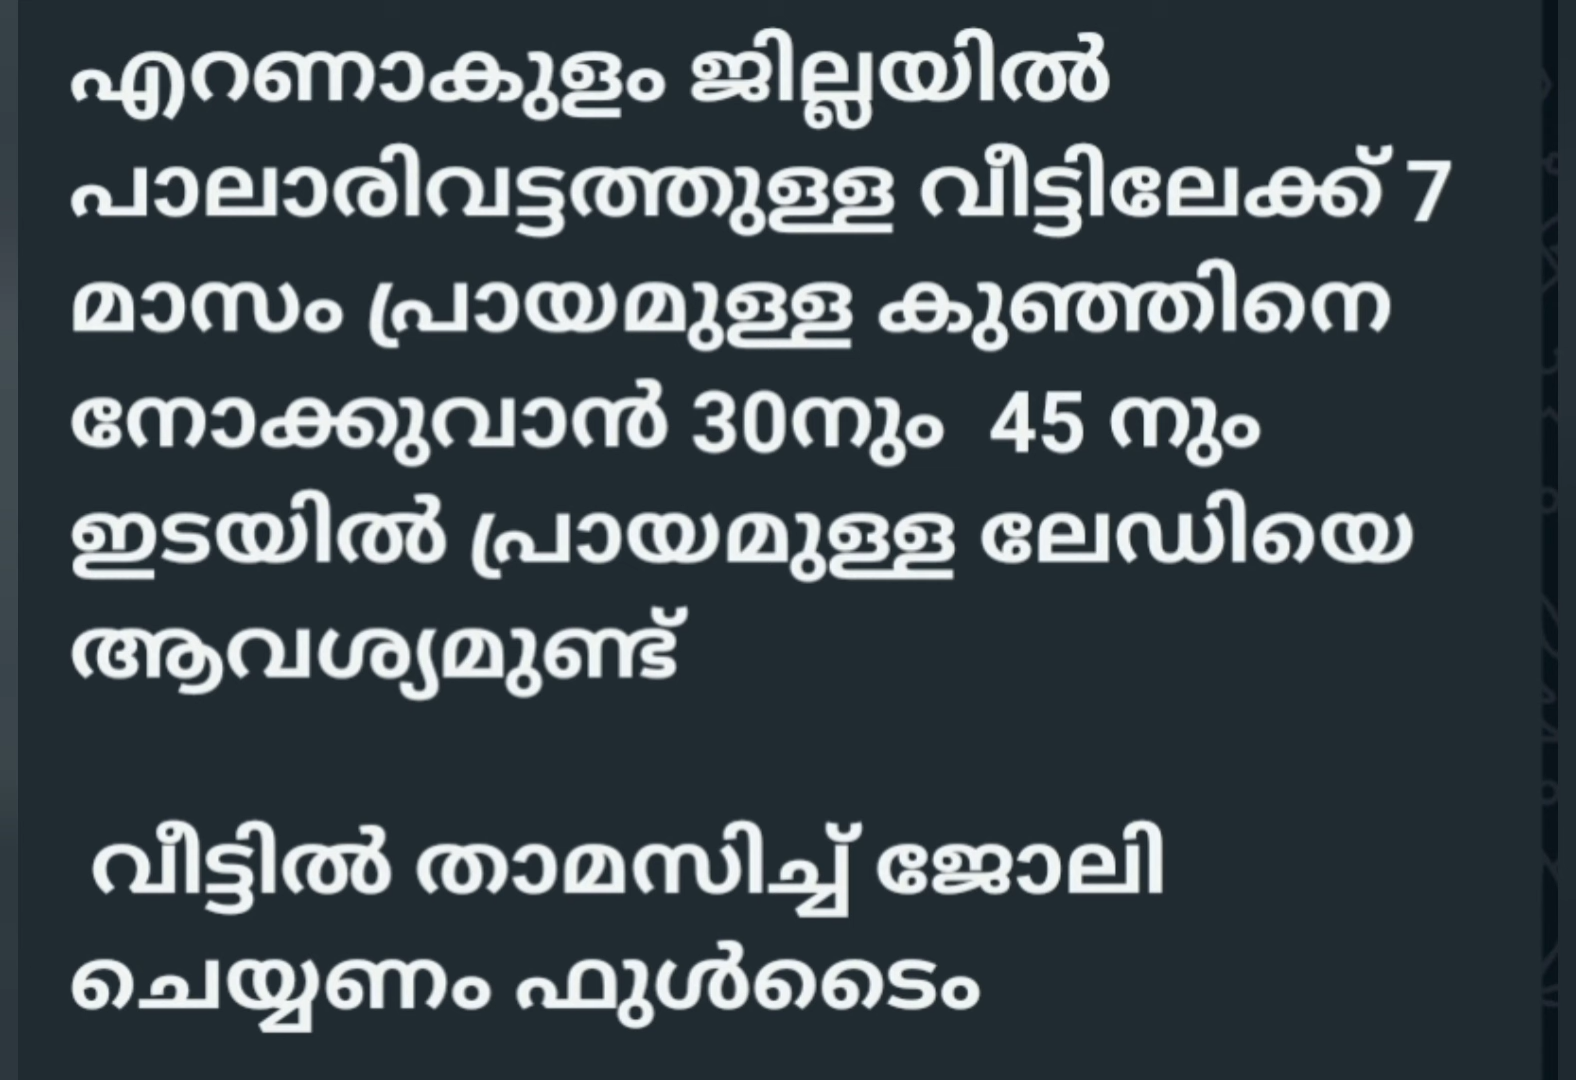 എറണാകുളം ജില്ലയിൽ
പാലാരിവട്ടത്തുള്ള വീട്ടിലേക്ക് 7
മാസം പ്രായമുള്ള കുഞ്ഞിനെ
നോക്കുവാൻ 30നും  45 നും
ഇടയിൽ പ്രായമുള്ള ലേഡിയെ
ആവശ്യമുണ്ട്
വീട്ടിൽ താമസിച്ച് ജോലി
ചെയ്യണം ഫുൾടൈം